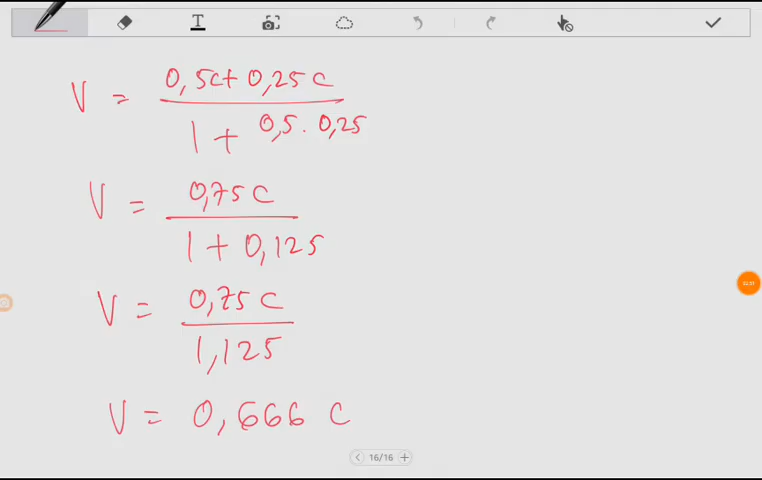 T
V = 0,5c + 0,25c
1 + 0,5 . 0,25
V = 0,75 c
1 + 0,125
V = 0,75 c
1,125
V = 0,666 c
16/16